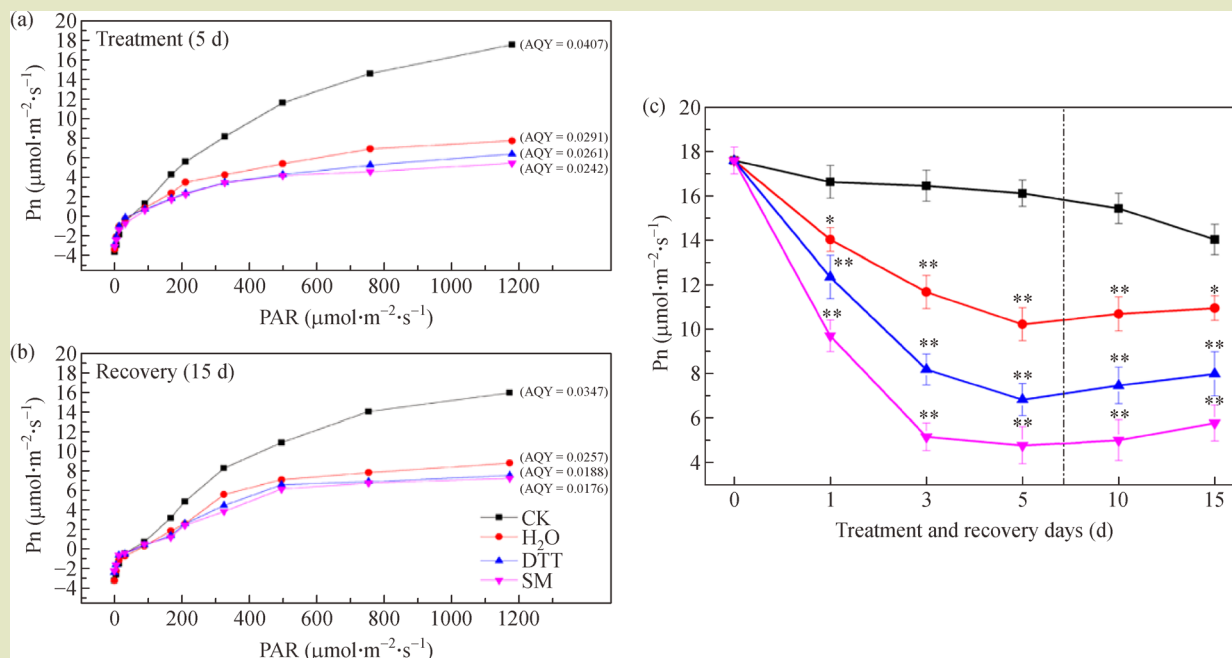 (a)
Treatment (5 d)
20
18
16
14
12
10
8
6
4
2
0
−2
−4
Pn (μmol·m−2·s−1)
(AQY = 0.0407)
(AQY = 0.0291)
(AQY = 0.0261)
(AQY = 0.0242)
0 200 400 600 800 1000 1200
PAR (μmol·m−2·s−1)
(b)
Recovery (15 d)
20
18
16
14
12
10
8
6
4
2
0
−2
−4
Pn (μmol·m−2·s−1)
(AQY = 0.0347)
(AQY = 0.0257)
(AQY = 0.0188)
(AQY = 0.0176)
CK
H2O
DTT
SM
0 200 400 600 800 1000 1200
PAR (μmol·m−2·s−1)
(c)
20
18
16
14
12
10
8
6
4
Pn (μmol·m−2·s−1)
*
**
**
**
**
**
**
**
**
**
**
**
*
**
**
0 1 3 5 10 15
Treatment and recovery days (d)